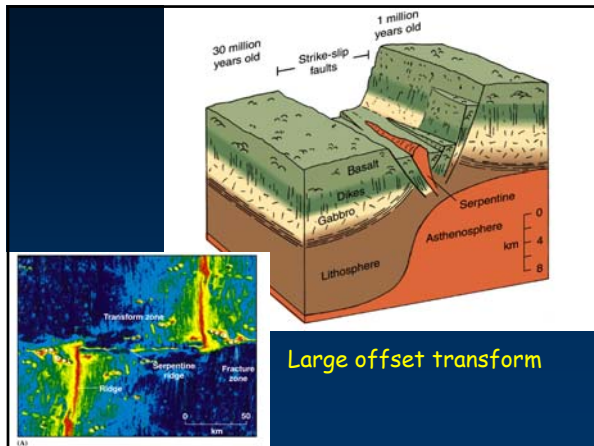 30 million
years old
1 million
years old
Strike-slip
faults
Basalt
Dikes
Gabbro
Serpentine
Asthenosphere
Lithosphere
0
km 4
8
Transform zone
Serpentine
ridge
Fracture
zone
Ridge
0 50
km
(A)
Large offset transform